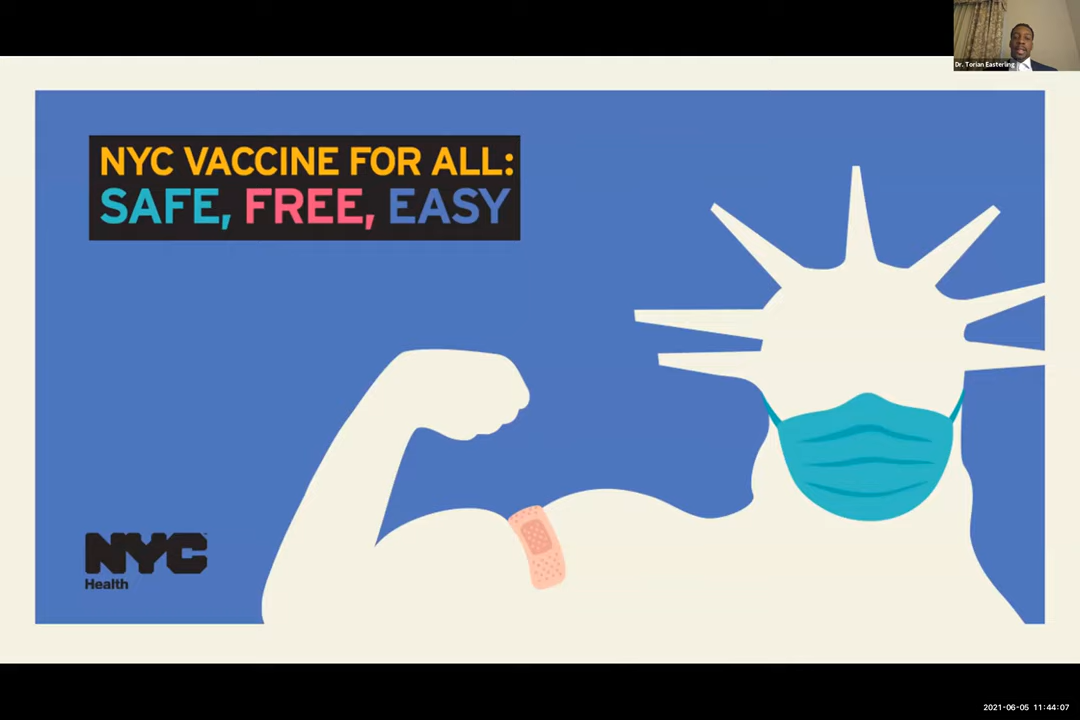 Dr. Torian Easterling
NYC VACCINE FOR ALL:
SAFE, FREE, EASY
NYC
Health
2021-06-05 11:44:07